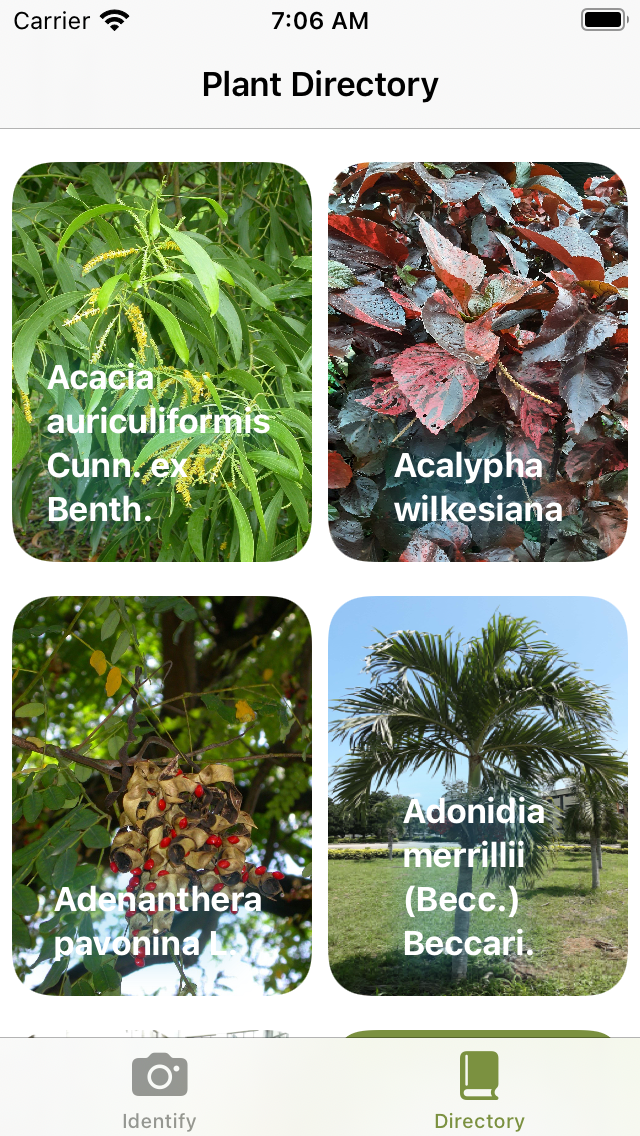 Carrier 7:06 AM
Plant Directory
Acacia
auriculiformis
Cunn. ex
Benth.
Acalypha
wilkesiana
Adenanthera
pavonina L.
Adonidia
merrillii
(Becc.)
Beccari.
Identify
Directory